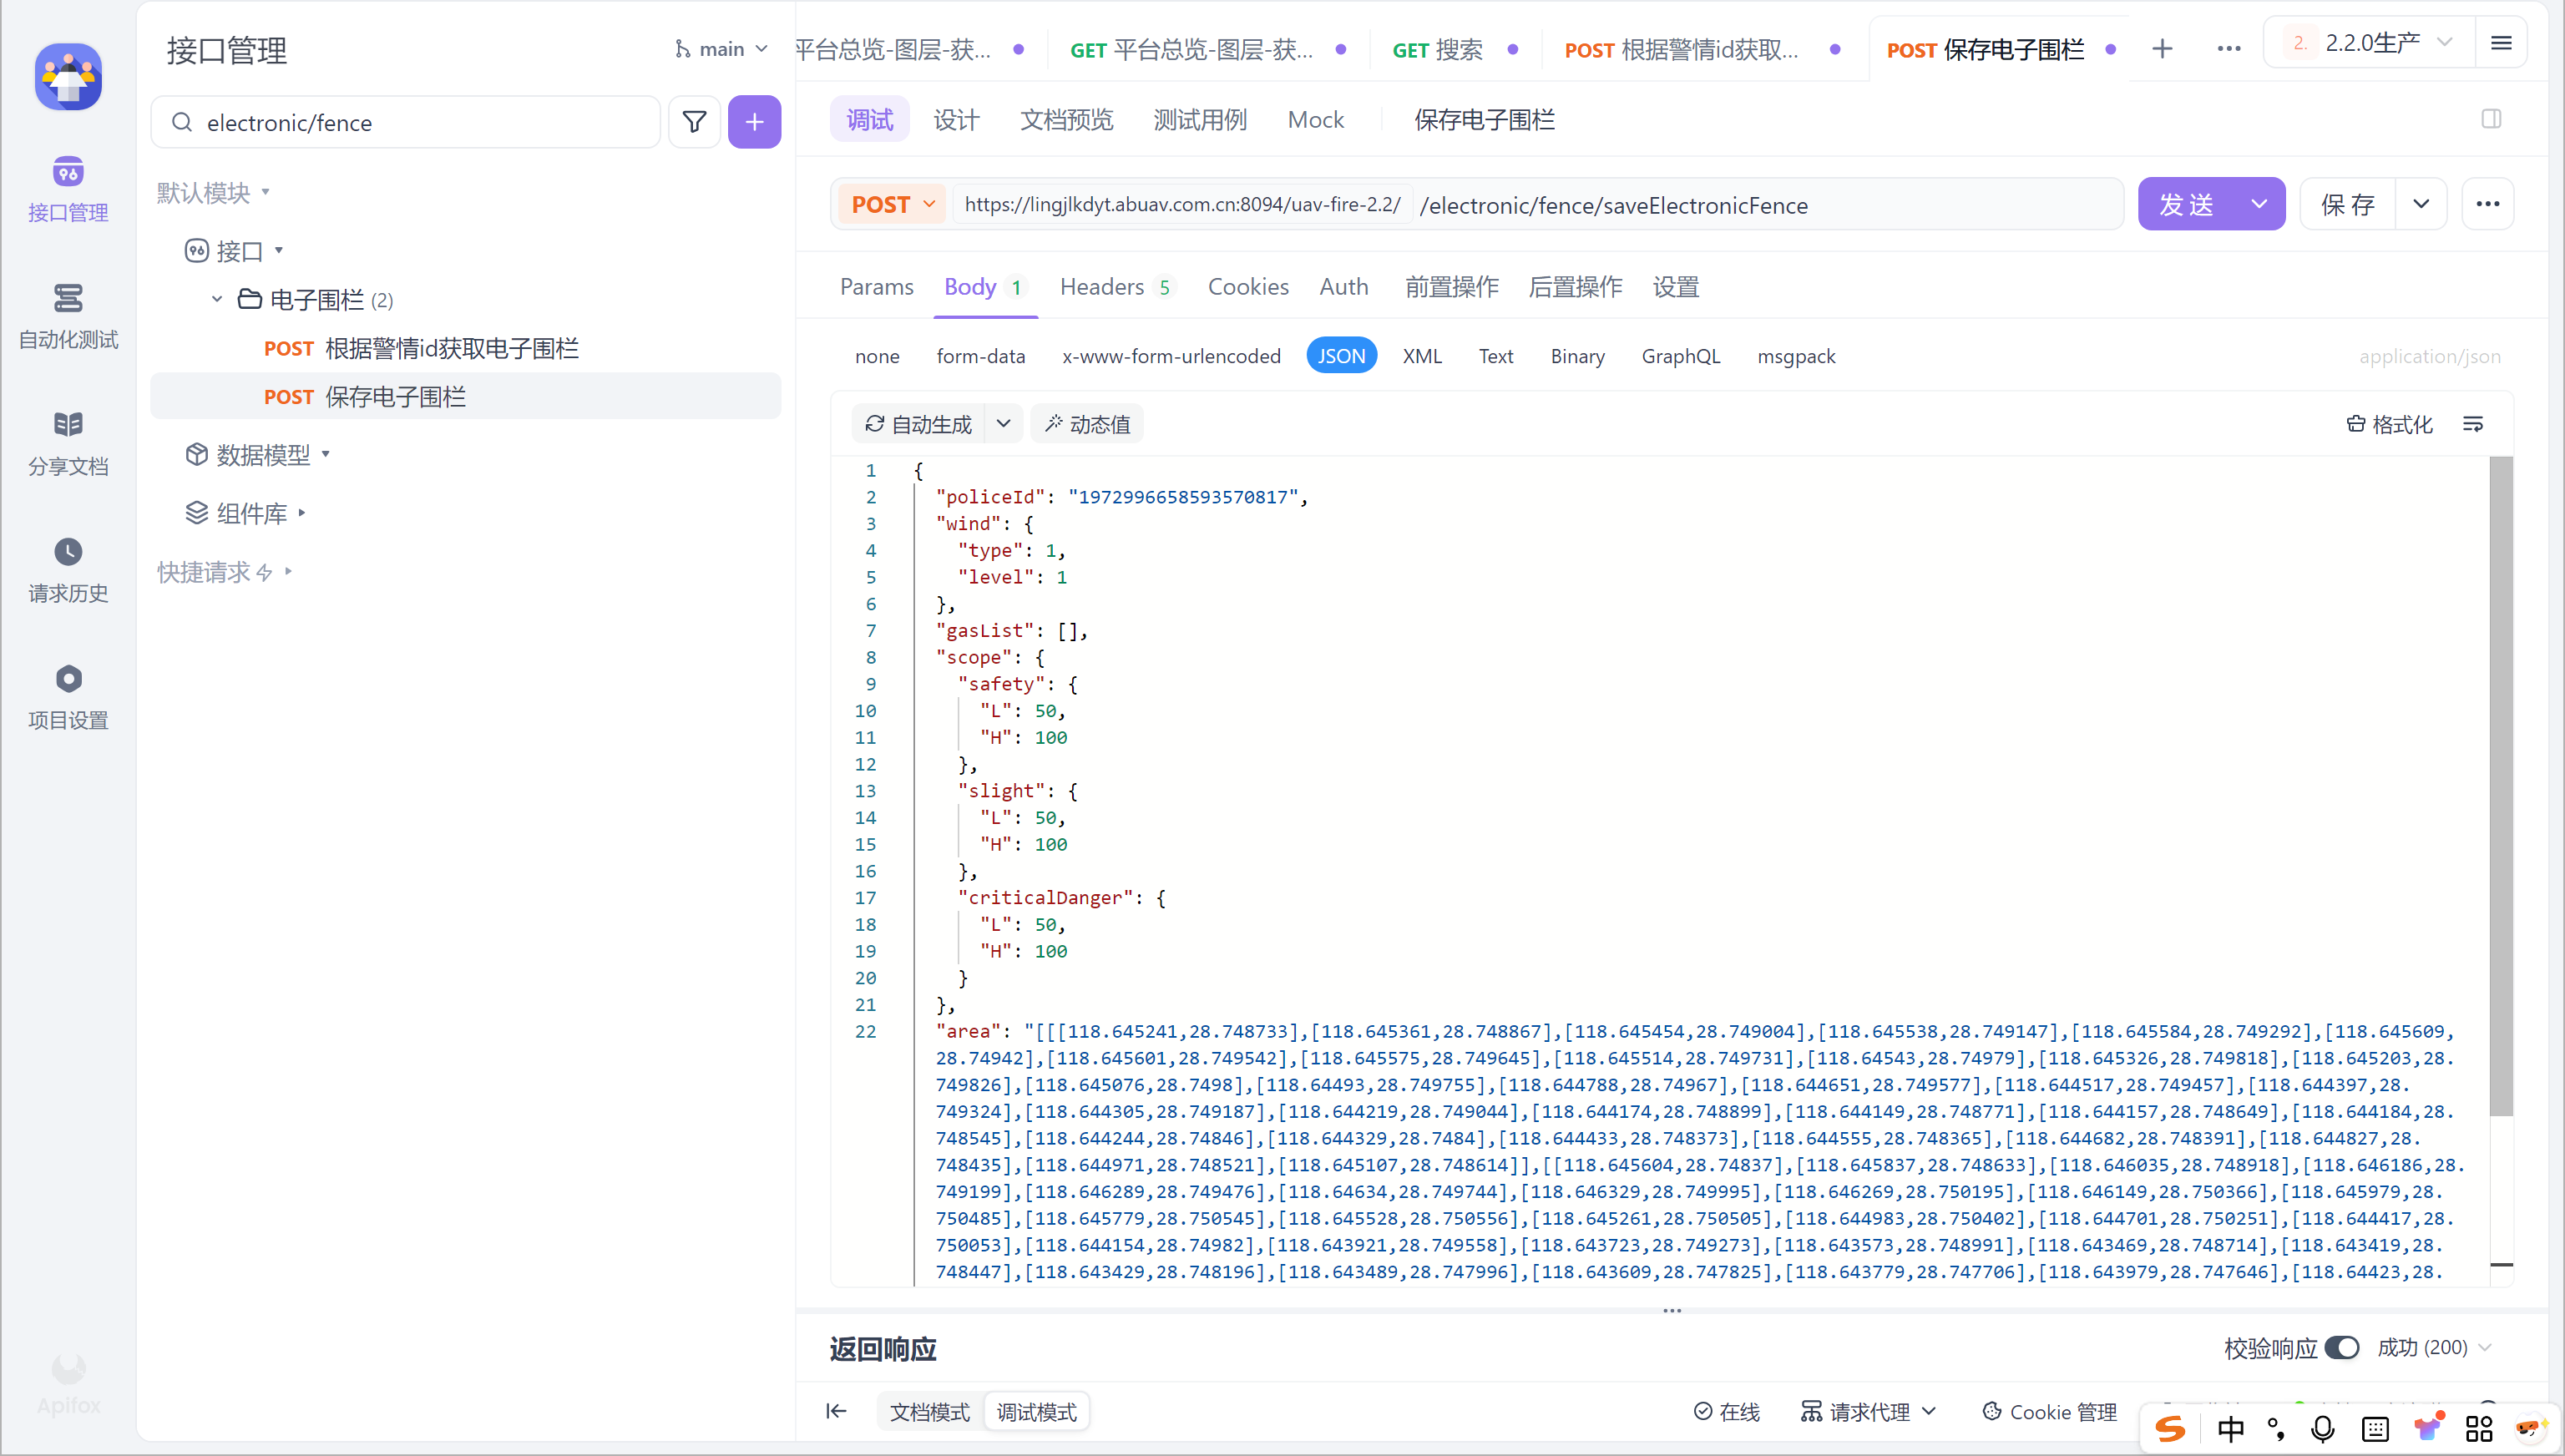 接口管理
main
平台总览-图层-获...
GET 平台总览-图层-获...
GET 搜索
POST 根据警情id获取...
POST 保存电子围栏
2. 2.2.0生产
electronic/fence
调试
设计
文档预览
测试用例
Mock
保存电子围栏
接口管理
自动化测试
分享文档
请求历史
项目设置
Apifox
默认模块
接口
电子围栏 (2)
POST 根据警情id获取电子围栏
POST 保存电子围栏
数据模型
组件库
快捷请求
POST https://lingjlkdyt.abuav.com.cn:8094/uav-fire-2.2/ /electronic/fence/saveElectronicFence
发 送
保 存
Params
Body 1
Headers 5
Cookies
Auth
前置操作
后置操作
设置
none
form-data
x-www-form-urlencoded
JSON
XML
Text
Binary
GraphQL
msgpack
application/json
自动生成
动态值
格式化
1 {
2 "policeId": "1972996658593570817",
3 "wind": {
4 "type": 1,
5 "level": 1
6 },
7 "gasList": [],
8 "scope": {
9 "safety": {
10 "L": 50,
11 "H": 100
12 },
13 "slight": {
14 "L": 50,
15 "H": 100
16 },
17 "criticalDanger": {
18 "L": 50,
19 "H": 100
20 }
21 },
22 "area": "[[[118.645241,28.748733],[118.645361,28.748867],[118.645454,28.749004],[118.645538,28.749147],[118.645584,28.749292],[118.645609,
28.74942],[118.645601,28.749542],[118.645575,28.749645],[118.645514,28.749731],[118.64543,28.74979],[118.645326,28.749818],[118.645203,28.
749826],[118.645076,28.7498],[118.64493,28.749755],[118.644788,28.74967],[118.644651,28.749577],[118.644517,28.749457],[118.644397,28.
749324],[118.644305,28.749187],[118.644219,28.749044],[118.644174,28.748899],[118.644149,28.748771],[118.644157,28.748649],[118.644184,28.
748545],[118.644244,28.74846],[118.644329,28.7484],[118.644433,28.748373],[118.644555,28.748365],[118.644682,28.748391],[118.644827,28.
748435],[118.644971,28.748521],[118.645107,28.748614]],[[118.645604,28.74837],[118.645837,28.748633],[118.646035,28.748918],[118.646186,28.
749199],[118.646289,28.749476],[118.64634,28.749744],[118.646329,28.749995],[118.646269,28.750195],[118.646149,28.750366],[118.645979,28.
750485],[118.645779,28.750545],[118.645528,28.750556],[118.645261,28.750505],[118.644983,28.750402],[118.644701,28.750251],[118.644417,28.
750053],[118.644154,28.74982],[118.643921,28.749558],[118.643723,28.749273],[118.643573,28.748991],[118.643469,28.748714],[118.643419,28.
748447],[118.643429,28.748196],[118.643489,28.747996],[118.643609,28.747825],[118.643779,28.747706],[118.643979,28.747646],[118.64423,28.
返回响应
校验响应
成功 (200)
文档模式
调试模式
在线
请求代理
Cookie 管理
中